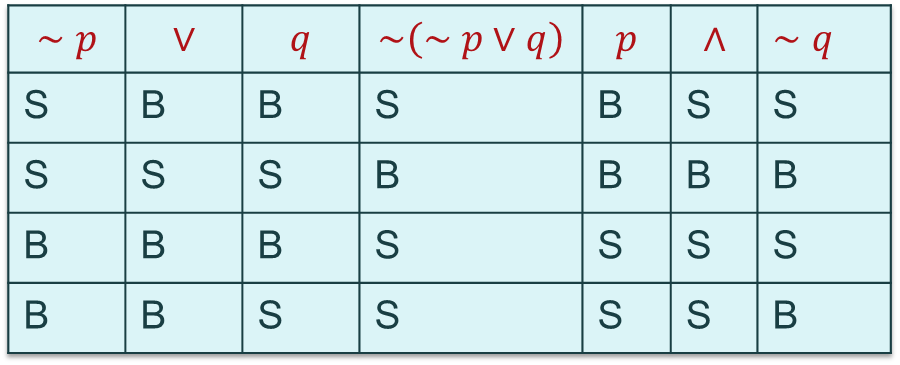 ~ p ∨ q ~(~ p ∨ q) p ∧ ~ q
S B B S B S S
S S S B B B B
B B B S S S S
B B S S S S B